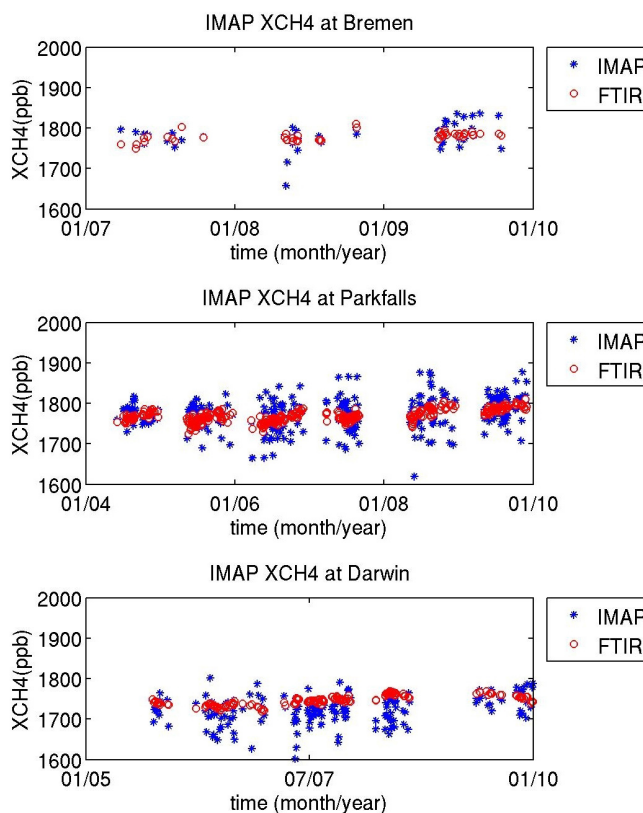 IMAP XCH4 at Bremen
2000
1900
1800
1700
1600
XCH4(ppb)
01/07 01/08 01/09 01/10
time (month/year)
IMAP
FTIR
IMAP XCH4 at Parkfalls
2000
1900
1800
1700
1600
XCH4(ppb)
01/04 01/06 01/08 01/10
time (month/year)
IMAP
FTIR
IMAP XCH4 at Darwin
2000
1900
1800
1700
1600
XCH4(ppb)
01/05 07/07 01/10
time (month/year)
IMAP
FTIR